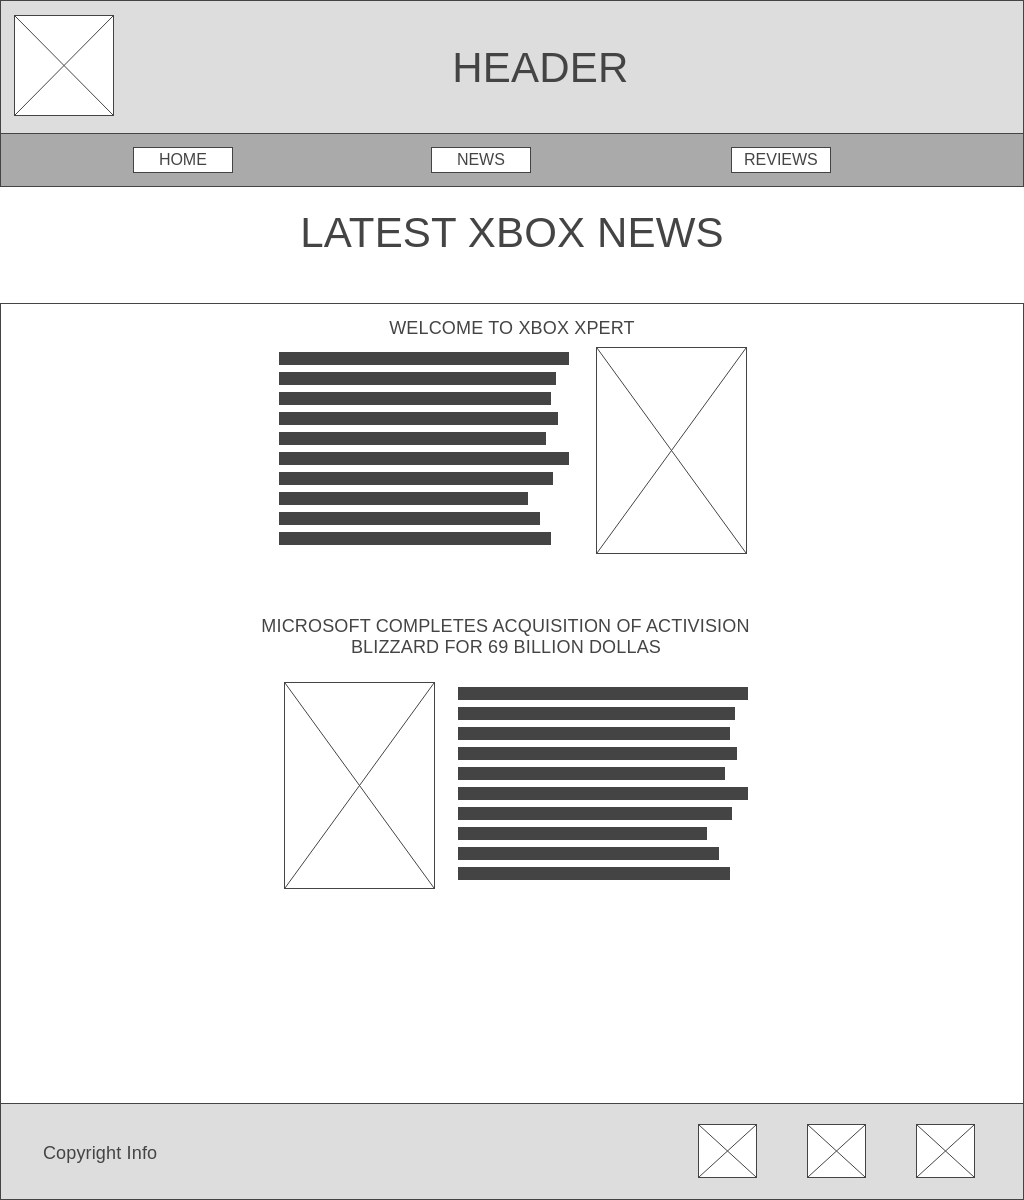 HEADER
HOME
NEWS
REVIEWS
LATEST XBOX NEWS
WELCOME TO XBOX XPERT
MICROSOFT COMPLETES ACQUISITION OF ACTIVISION
BLIZZARD FOR 69 BILLION DOLLAS
Copyright Info